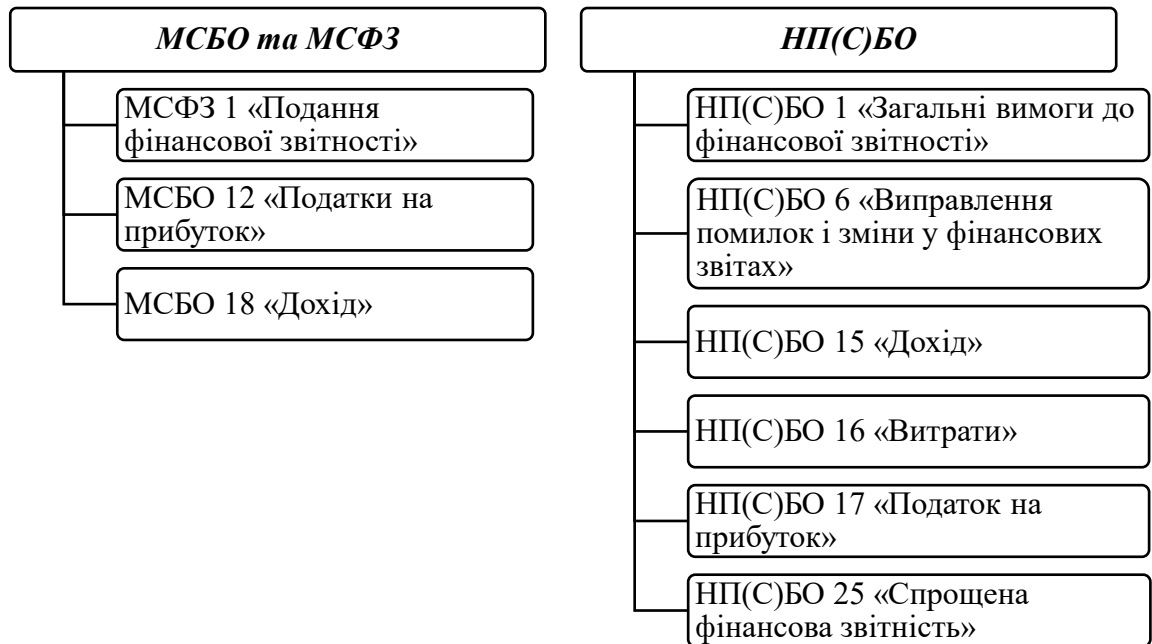 МСБО та МСФЗ
МСФЗ 1 «Подання
фінансової звітності»
МСБО 12 «Податки на
прибуток»
МСБО 18 «Дохід»
НП(С)БО
НП(С)БО 1 «Загальні вимоги до
фінансової звітності»
НП(С)БО 6 «Виправлення
помилок і зміни у фінансових
звітах»
НП(С)БО 15 «Дохід»
НП(С)БО 16 «Витрати»
НП(С)БО 17 «Податок на
прибуток»
НП(С)БО 25 «Спрощена
фінансова звітність»